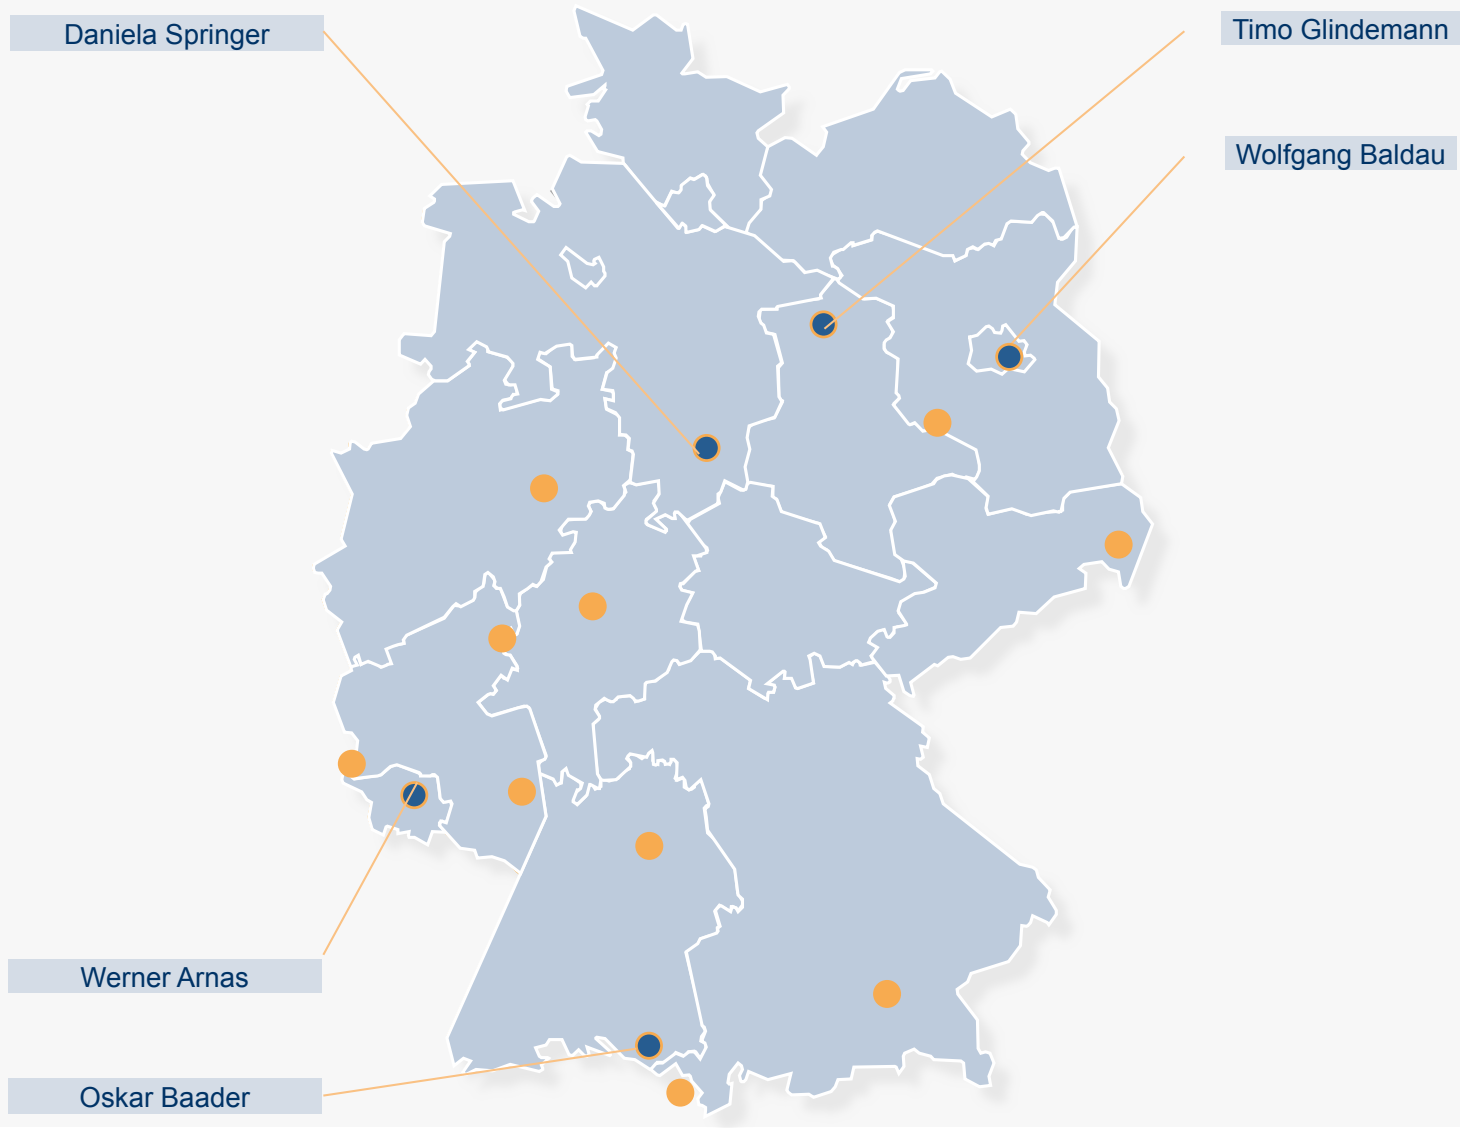 Daniela Springer
Timo Glindemann
Wolfgang Baldau
Werner Arnas
Oskar Baader